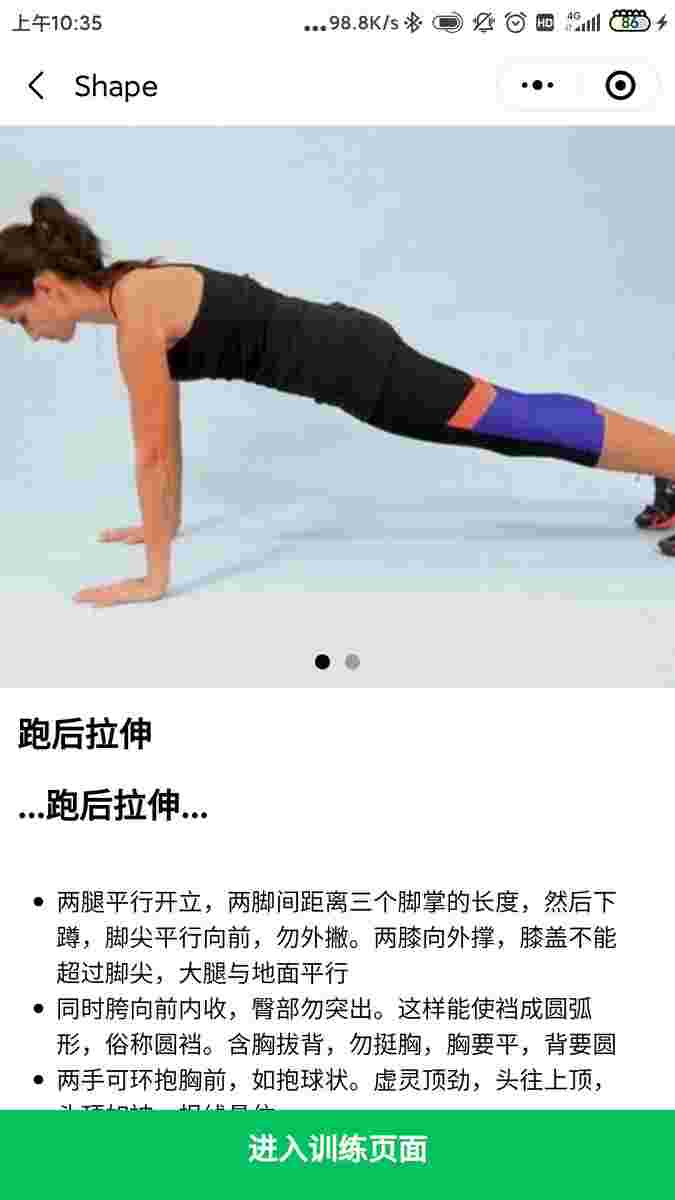 上午10:35
...98.8K/s
HD
4G
86
Shape
跑后拉伸
...跑后拉伸...
两腿平行开立，两脚间距离三个脚掌的长度，然后下
蹲，脚尖平行向前，勿外撇。两膝向外撑，膝盖不能
超过脚尖，大腿与地面平行
同时胯向前内收，臀部勿突出。这样能使裆成圆弧
形，俗称圆裆。含胸拔背，勿挺胸，胸要平，背要圆
两手可环抱胸前，如抱球状。虚灵顶劲，头往上顶，
进入训练页面